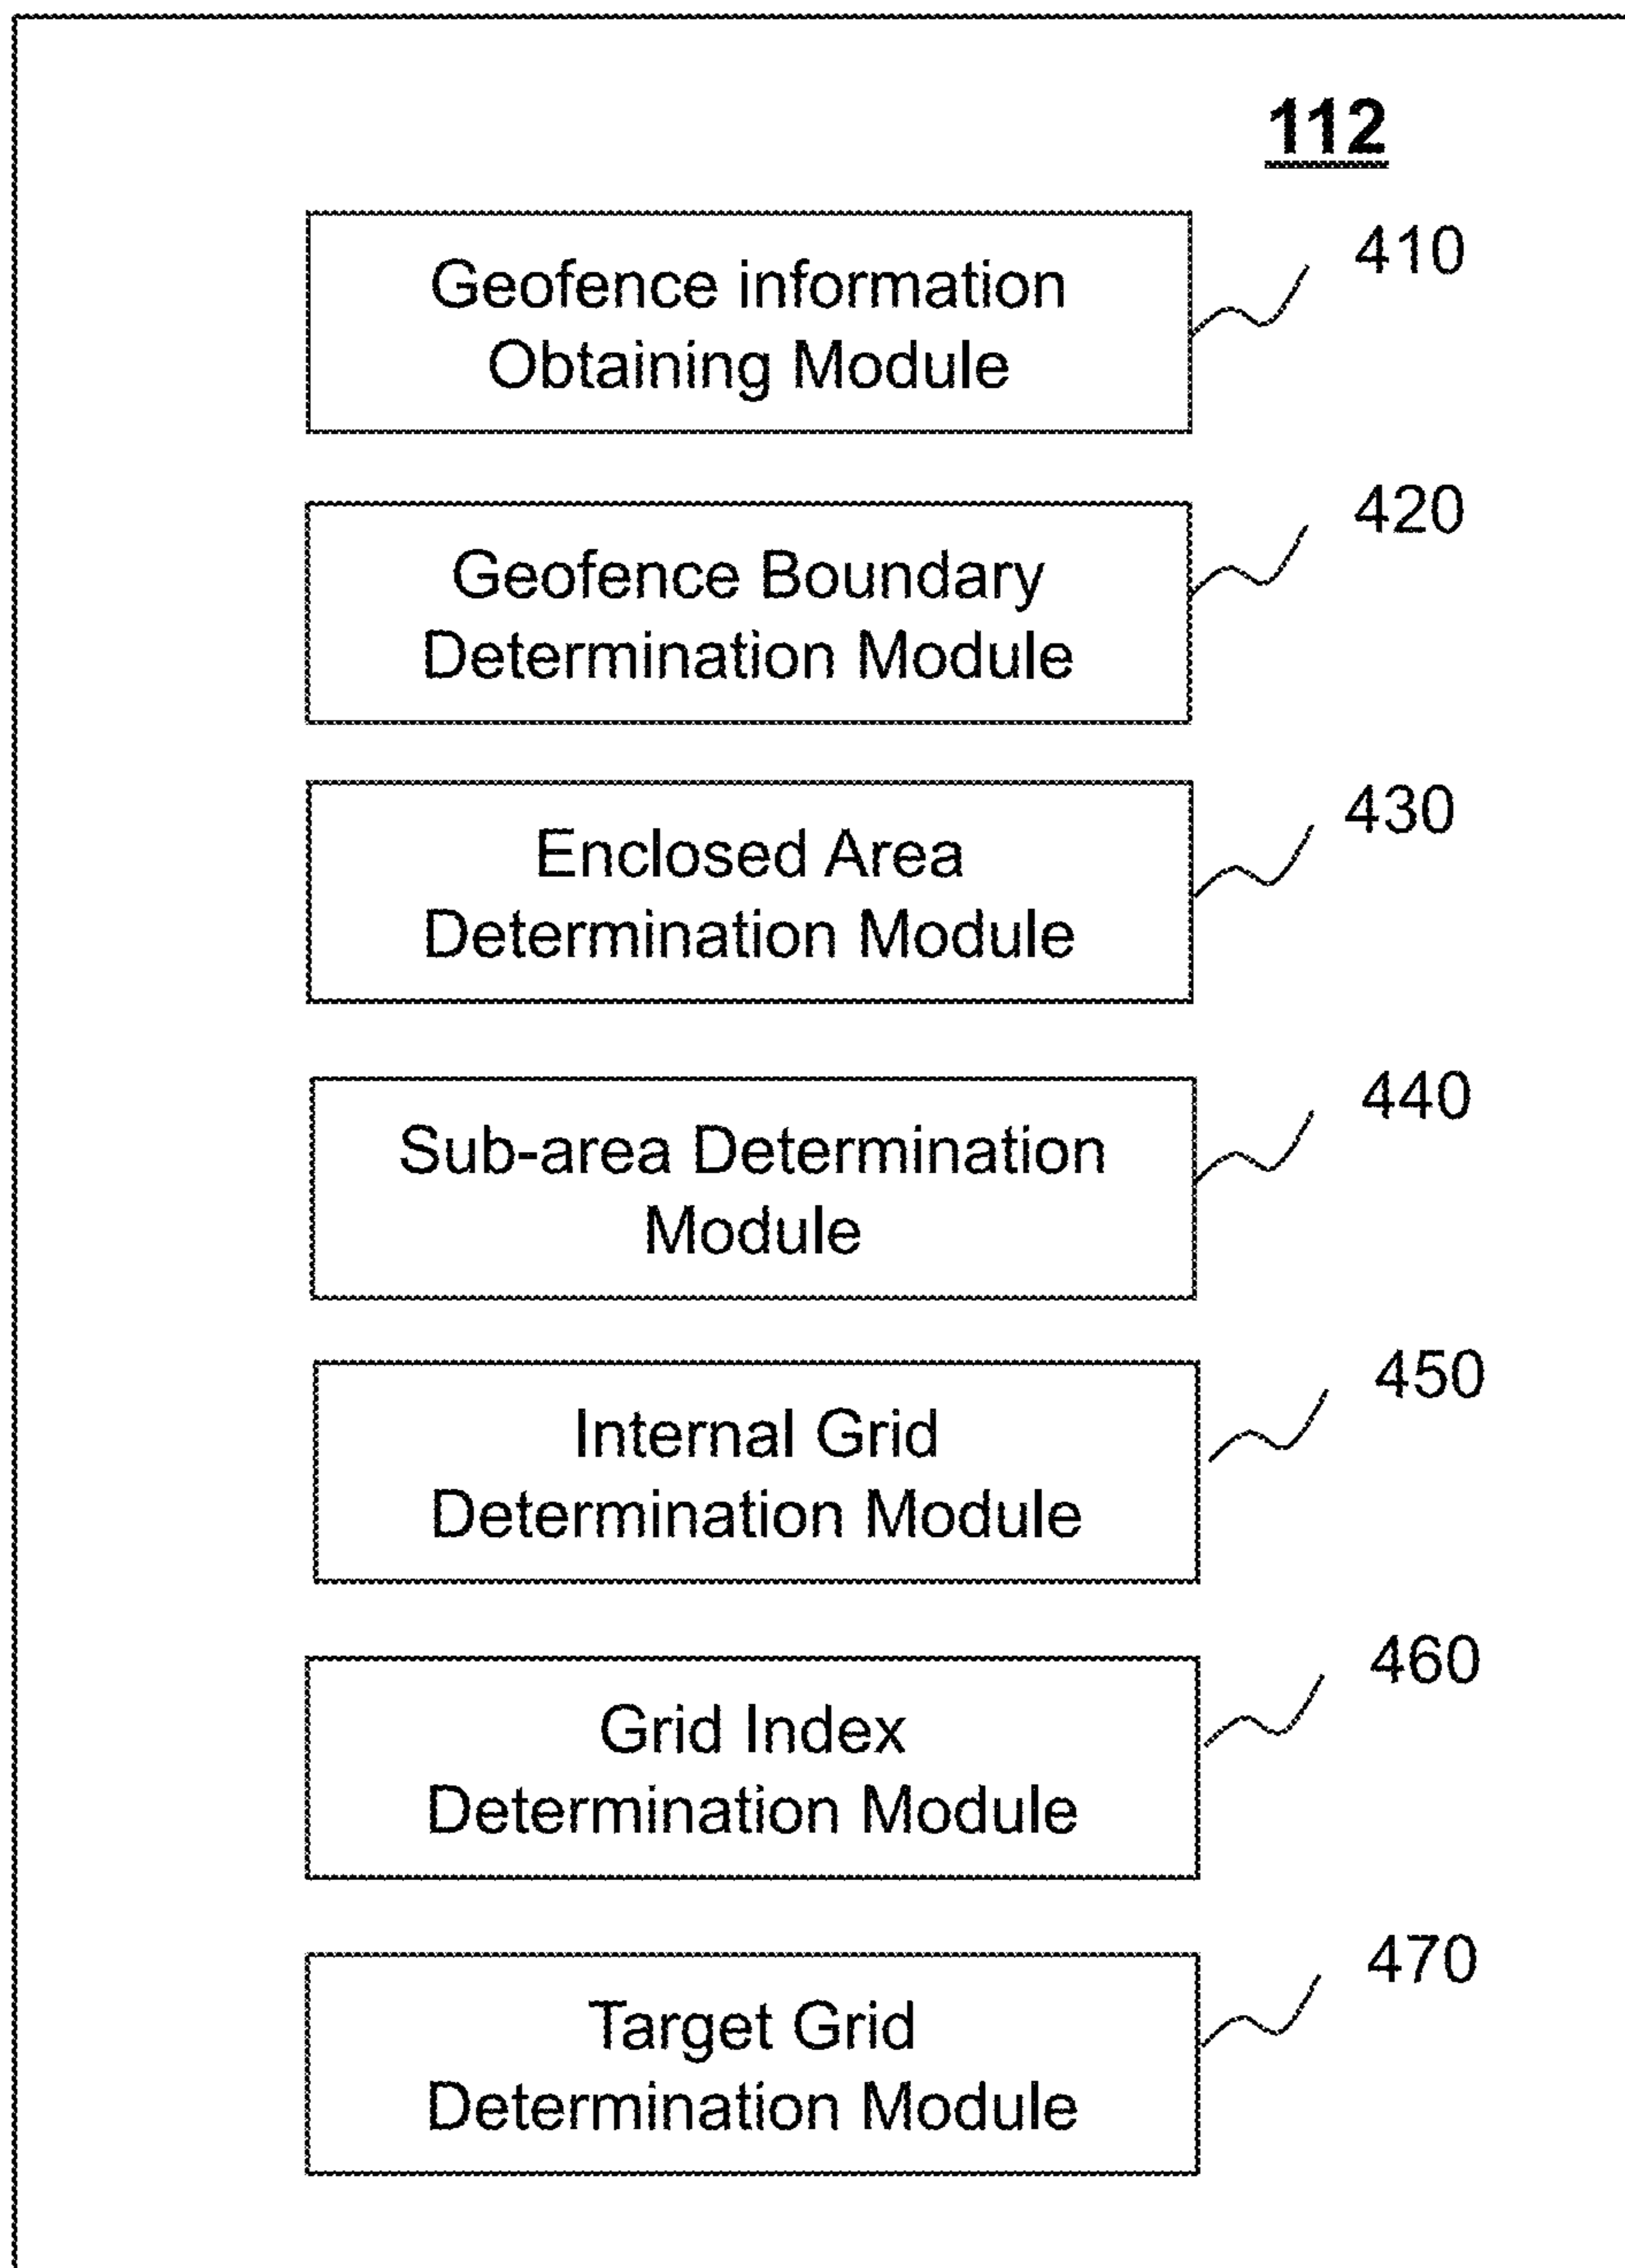 112
Geofence information
Obtaining Module
410
Geofence Boundary
Determination Module
420
Enclosed Area
Determination Module
430
Sub-area Determination
Module
440
Internal Grid
Determination Module
450
Grid Index
Determination Module
460
Target Grid
Determination Module
470